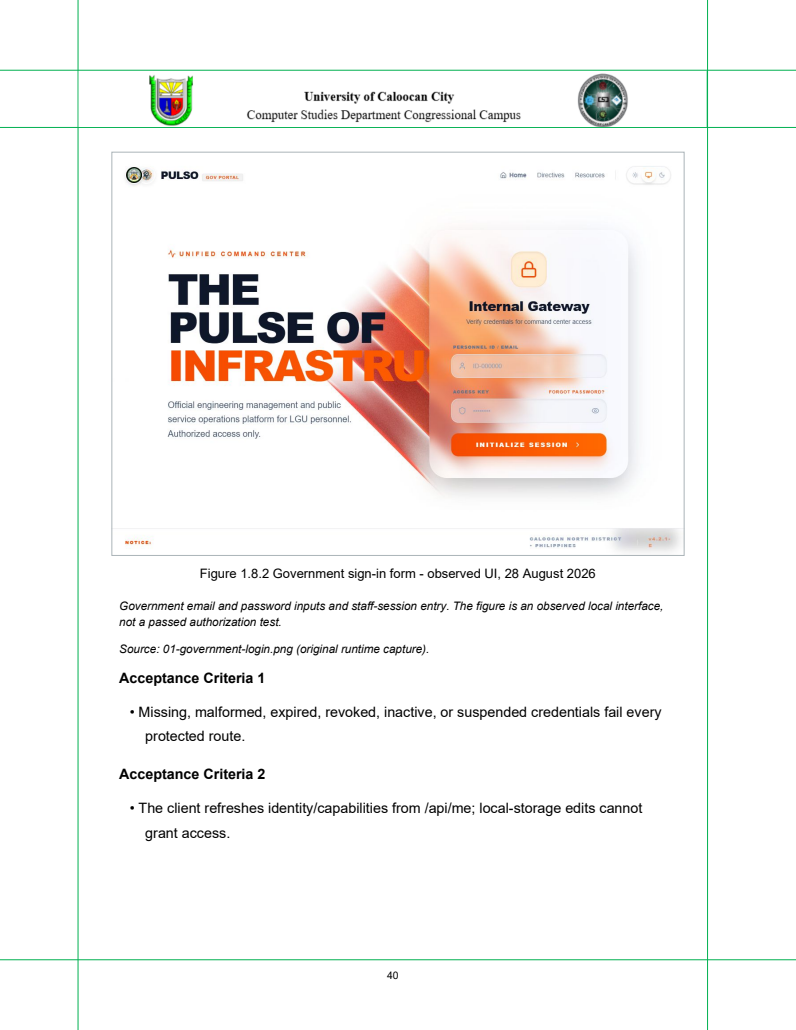 University of Caloocan City
Computer Studies Department Congressional Campus
PULSO GOV PORTAL
Home Directives Resources
UNIFIED COMMAND CENTER
THE
PULSE OF
INFRASTRU
Official engineering management and public
service operations platform for LGU personnel.
Authorized access only.
Internal Gateway
Verify credentials for command center access
PERSONNEL ID / EMAIL
ID-000000
ACCESS KEY FORGOT PASSWORD?
INITIALIZE SESSION
NOTICE:
CALOOCAN NORTH DISTRICT
• PHILIPPINES
Figure 1.8.2 Government sign-in form - observed UI, 28 August 2026
Government email and password inputs and staff-session entry. The figure is an observed local interface,
not a passed authorization test.
Source: 01-government-login.png (original runtime capture).
Acceptance Criteria 1
• Missing, malformed, expired, revoked, inactive, or suspended credentials fail every
protected route.
Acceptance Criteria 2
• The client refreshes identity/capabilities from /api/me; local-storage edits cannot
grant access.
40